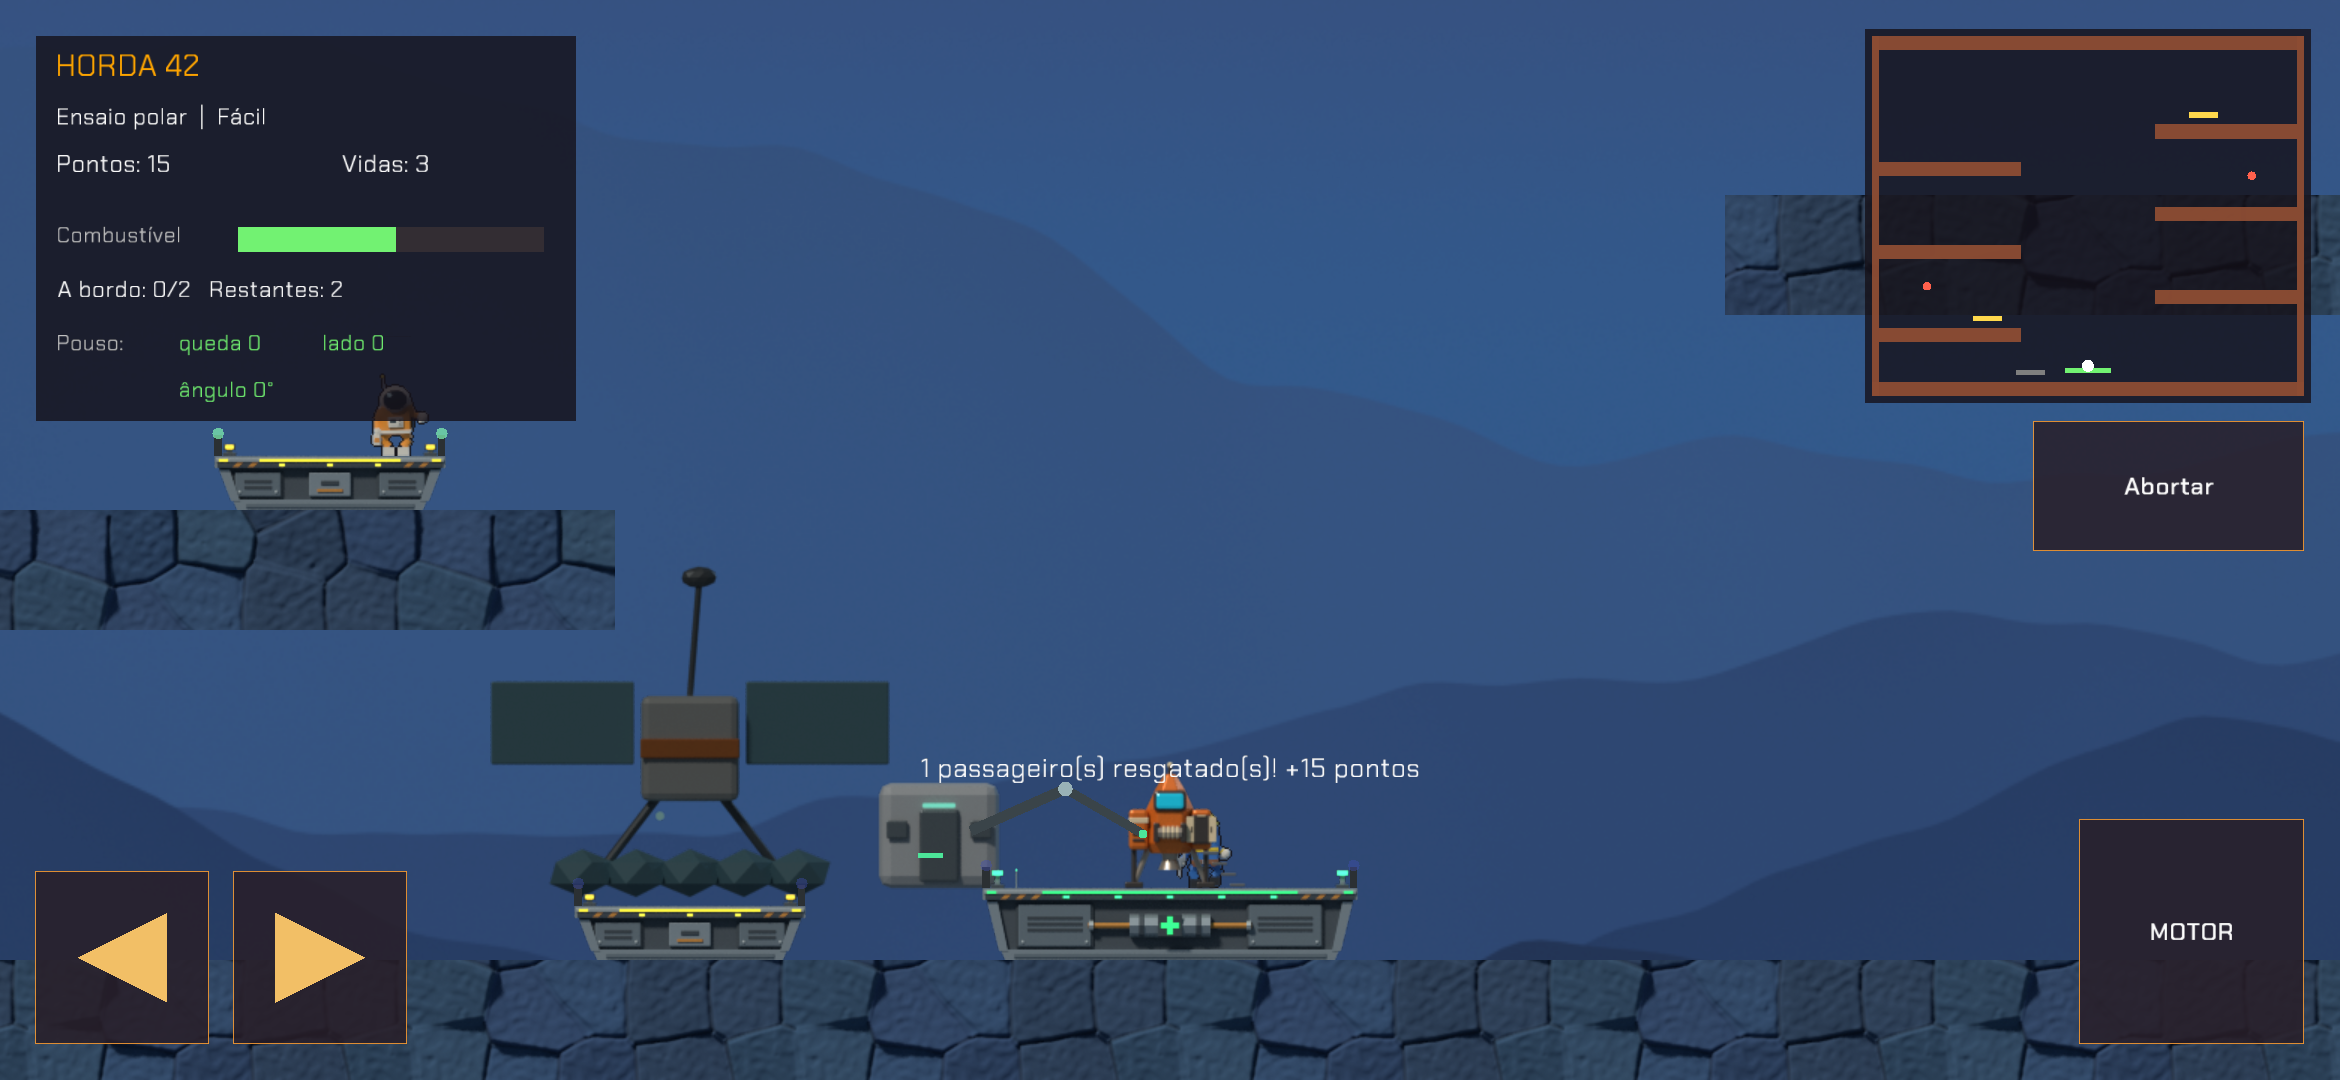 HORDA 42
Ensaio polar | Fácil
Pontos: 15 Vidas: 3
Combustível
A bordo: 0/2 Restantes: 2
Pouso: queda 0 lado 0
ângulo 0°
Abortar
1 passageiro(s) resgatado(s)! +15 pontos
MOTOR